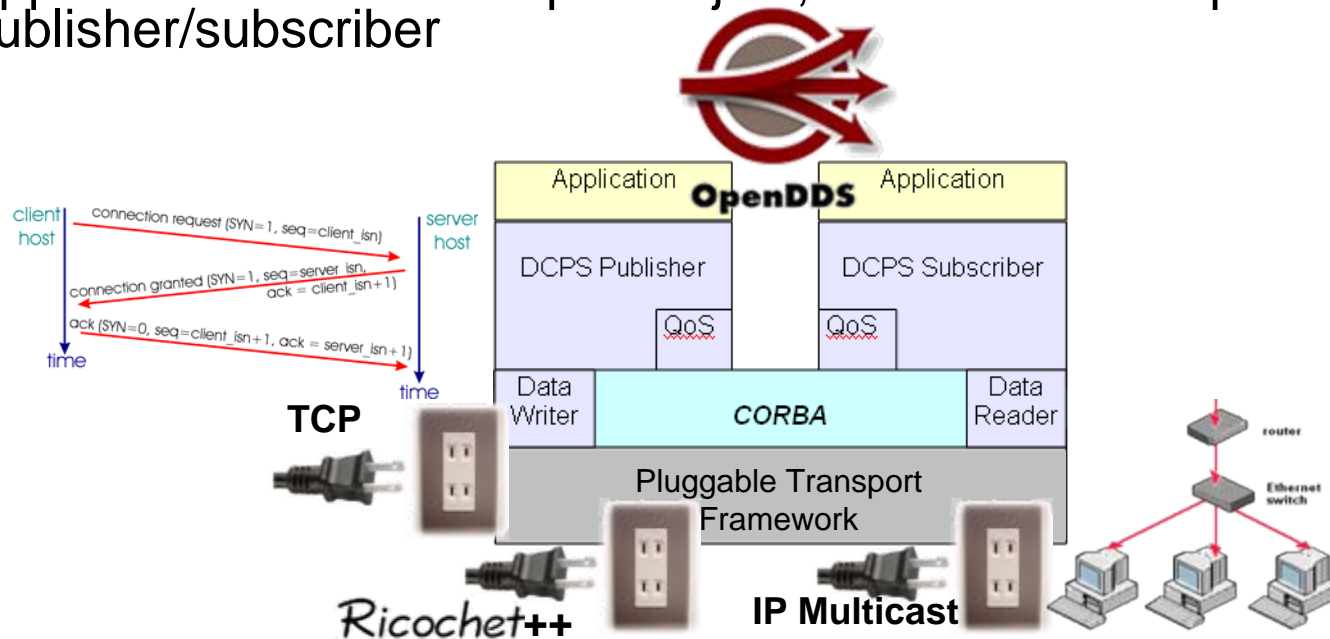 ublisher/subscriber
OpenDDS
Application
Application
client
host
connection request (SYN=1, seq=client_isn)
server
host
connection granted (SYN=1, seq=server_isn,
ack = client_isn+1)
ack (SYN=0, seq=client_isn+1, ack = server_isn+1)
time
time
DCPS Publisher
DCPS Subscriber
QoS
QoS
Data
Writer
CORBA
Data
Reader
TCP
Pluggable Transport
Framework
router
Ethernet
switch
Ricochet++
IP Multicast